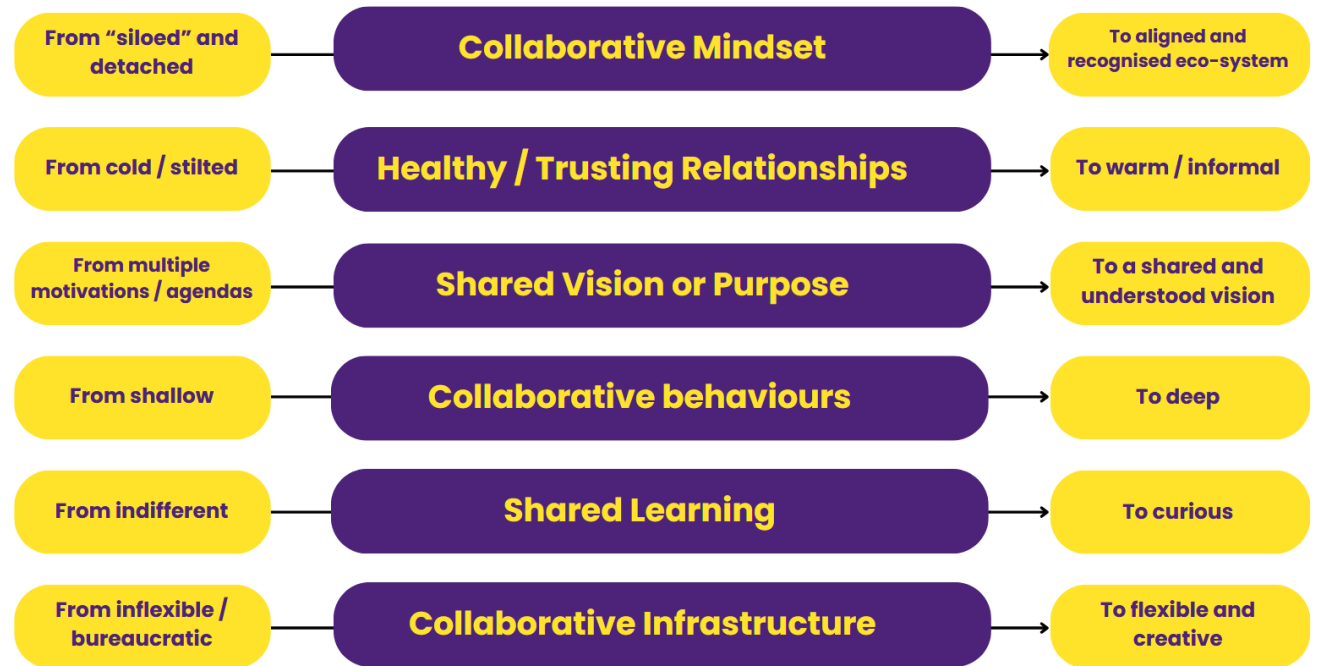 From “siloed” and
detached
Collaborative Mindset
To aligned and
recognised eco-system
From cold / stilted
Healthy / Trusting Relationships
To warm / informal
From multiple
motivations / agendas
Shared Vision or Purpose
To a shared and
understood vision
From shallow
Collaborative behaviours
To deep
From indifferent
Shared Learning
To curious
From inflexible /
bureaucratic
Collaborative Infrastructure
To flexible and
creative